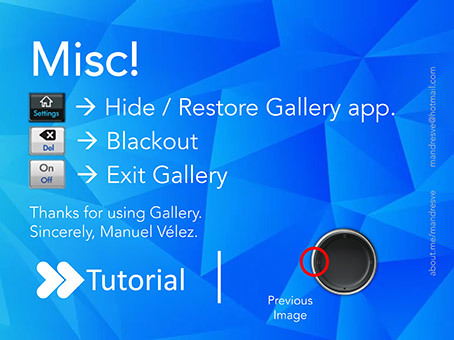 Misc!
Settings → Hide / Restore Gallery app.
Del → Blackout
On Off → Exit Gallery
Thanks for using Gallery.
Sincerely, Manuel Vélez.
Tutorial
Previous
Image
about.me/mandresve mandresve@hotmail.com